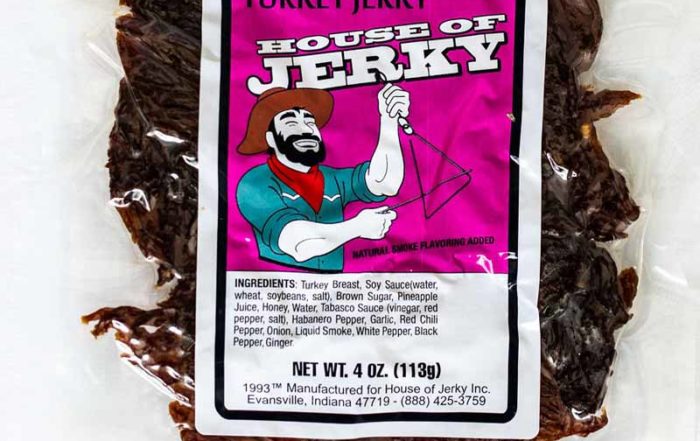 TURKEY JERKY
HOUSE OF
JERKY
NATURAL SMOKE FLAVORING ADDED
INGREDIENTS: Turkey Breast, Soy Sauce(water,
wheat, soybeans, salt), Brown Sugar, Pineapple
Juice, Honey, Water, Tabasco Sauce (vinegar, red
pepper, salt), Habanero Pepper, Garlic, Red Chili
Pepper, Onion, Liquid Smoke, White Pepper, Black
Pepper, Ginger
NET WT. 4 OZ. (113g)
1993™ Manufactured for House of Jerky Inc.
Evansville, Indiana 47719 - (888) 425-3759